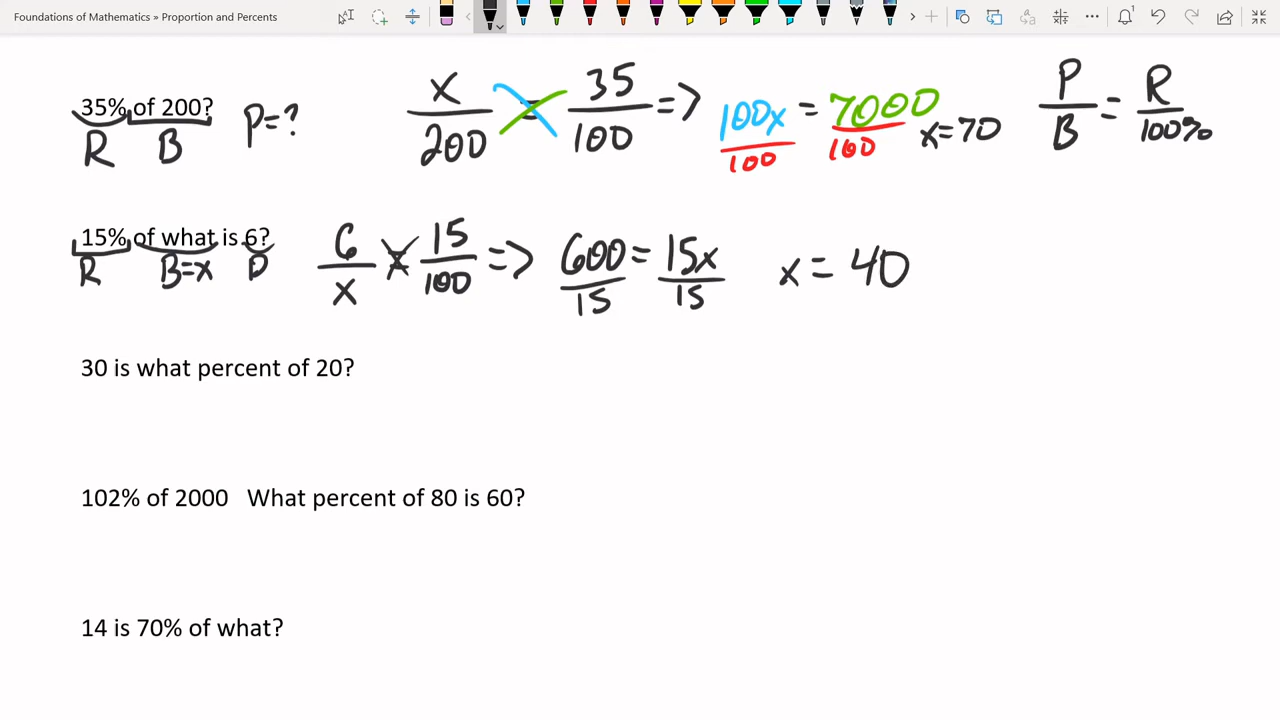 Foundations of Mathematics » Proportion and Percents
35% of 200? P=? x/200 = 35/100 => 100x/100 = 7000/100 x=70 P/B = R/100%
R B
15% of what is 6? 6/x = 15/100 => 600/15 = 15x/15 x = 40
R B=x P
30 is what percent of 20?
102% of 2000 What percent of 80 is 60?
14 is 70% of what?